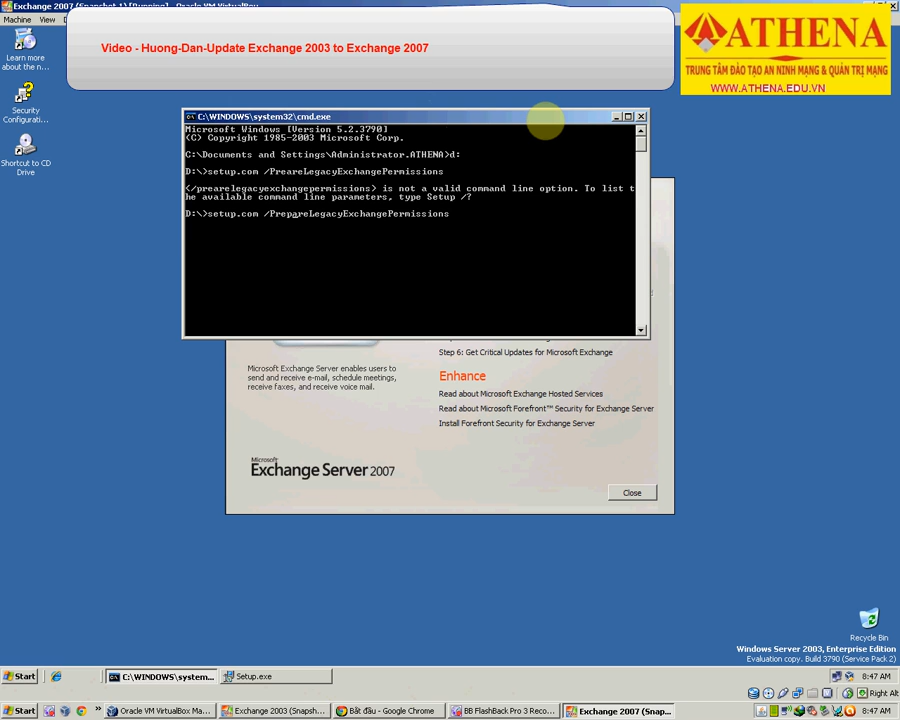 Exchange 2007 (Snapshot 1) [Running] - Oracle VM VirtualBox
Machine View
Video - Huong-Dan-Update Exchange 2003 to Exchange 2007
ATHENA
TRUNG TÂM ĐÀO TẠO AN NINH MẠNG & QUẢN TRỊ MẠNG
WWW.ATHENA.EDU.VN
Learn more
about the n...
Security
Configurati...
Shortcut to CD
Drive
C:\WINDOWS\system32\cmd.exe
Microsoft Windows [Version 5.2.3790]
(C) Copyright 1985-2003 Microsoft Corp.
C:\Documents and Settings\Administrator.ATHENA>d:
D:\>setup.com /PreareLegacyExchangePermissions
</prearelegacyexchangepermissions> is not a valid command line option. To list t
he available command line parameters, type Setup /?
D:\>setup.com /PrepareLegacyExchangePermissions
Step 6: Get Critical Updates for Microsoft Exchange
Microsoft Exchange Server enables users to
send and receive e-mail, schedule meetings,
receive faxes, and receive voice mail.
Enhance
Read about Microsoft Exchange Hosted Services
Read about Microsoft Forefront™ Security for Exchange Server
Install Forefront Security for Exchange Server
Microsoft
Exchange Server 2007
Close
Recycle Bin
Windows Server 2003, Enterprise Edition
Evaluation copy. Build 3790 (Service Pack 2)
Start
C:\WINDOWS\system...
Setup.exe
8:47 AM
Right Alt
Start
Oracle VM VirtualBox Ma...
Exchange 2003 (Snapsh...
Bắt đầu - Google Chrome
BB FlashBack Pro 3 Reco...
Exchange 2007 (Snap...
8:47 AM